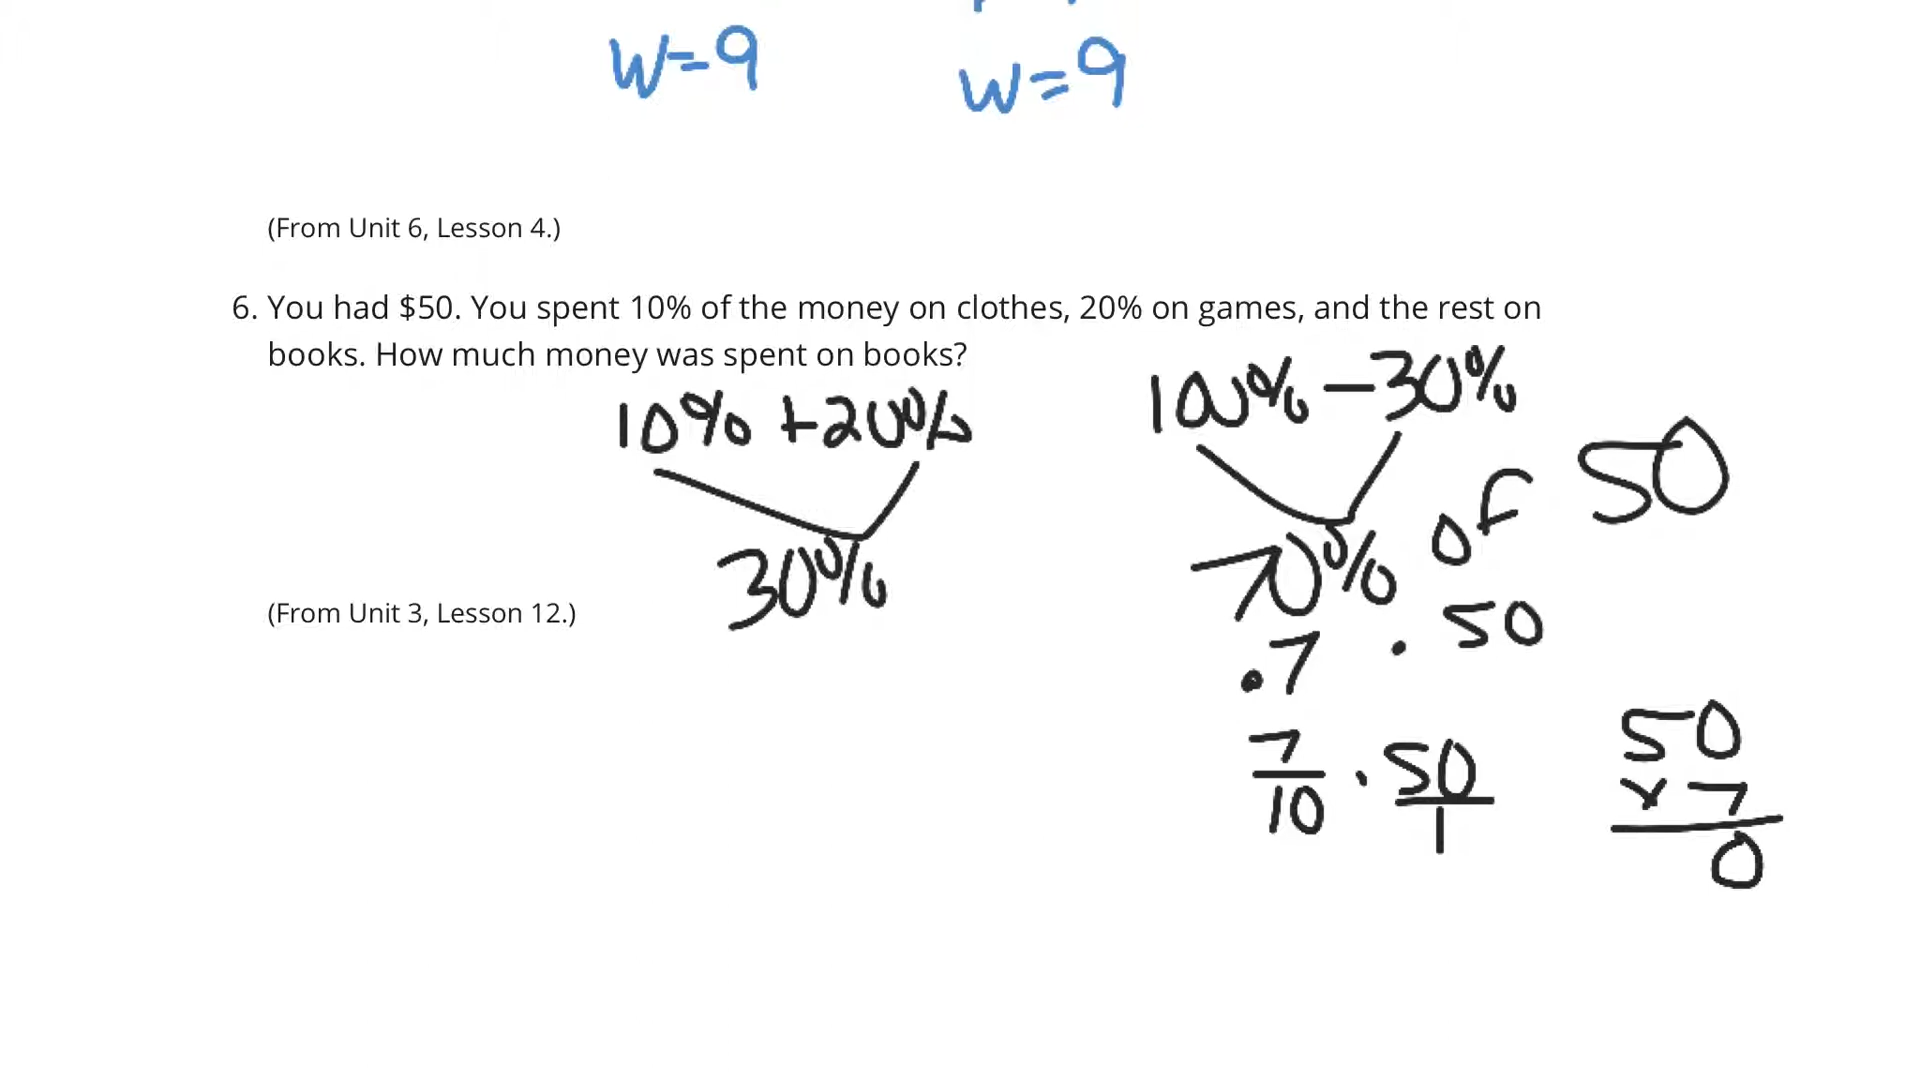 W=9
w=9
(From Unit 6, Lesson 4.)
6. You had $50. You spent 10% of the money on clothes, 20% on games, and the rest on
books. How much money was spent on books?
10% +20%
30%
100% - 30%
70% of 50
.7 · 50
7/10 · 50/1
50
x 7
0
(From Unit 3, Lesson 12.)